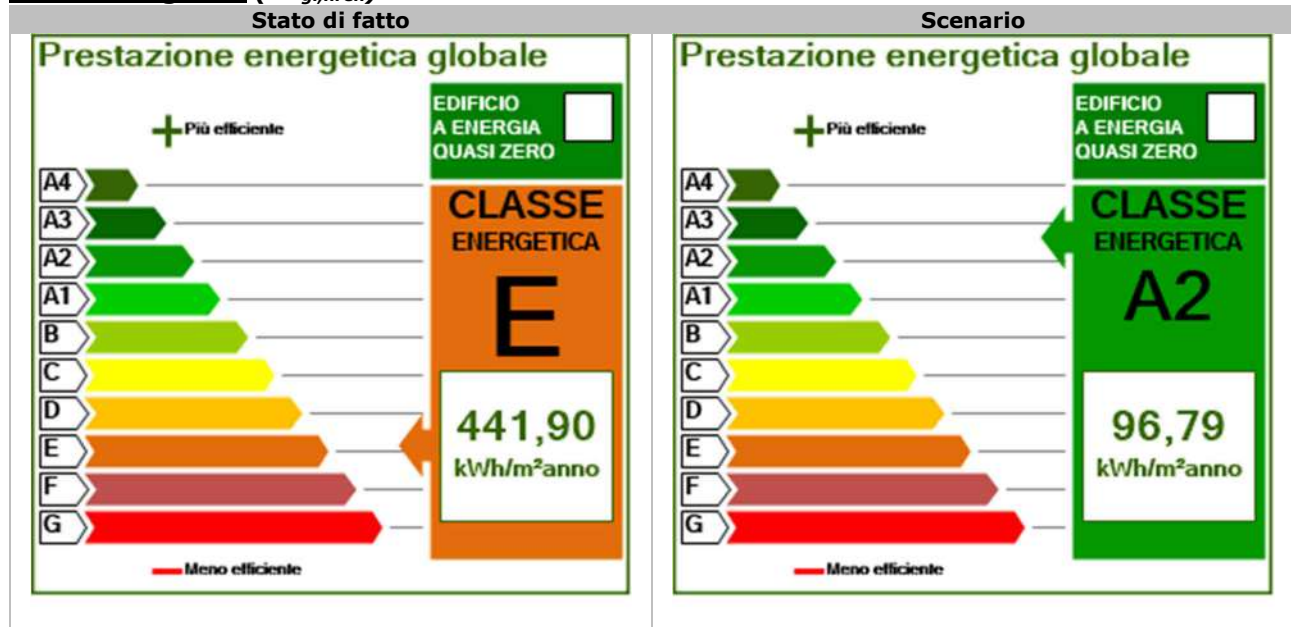 Stato di fatto
Scenario
Prestazione energetica globale
EDIFICIO
A ENERGIA
QUASI ZERO
+ Più efficiente
A4
A3
A2
A1
B
C
D
E
F
G
CLASSE
ENERGETICA
E
441,90
kWh/m²anno
Meno efficiente
Prestazione energetica globale
EDIFICIO
A ENERGIA
QUASI ZERO
+ Più efficiente
A4
A3
A2
A1
B
C
D
E
F
G
CLASSE
ENERGETICA
A2
96,79
kWh/m²anno
Meno efficiente